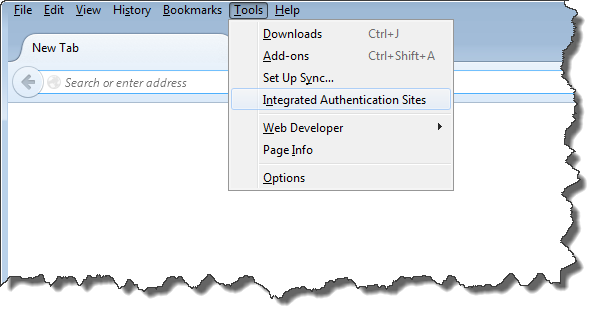 File Edit View History Bookmarks Tools Help
New Tab
Search or enter address
Downloads Ctrl+J
Add-ons Ctrl+Shift+A
Set Up Sync...
Integrated Authentication Sites
Web Developer
Page Info
Options